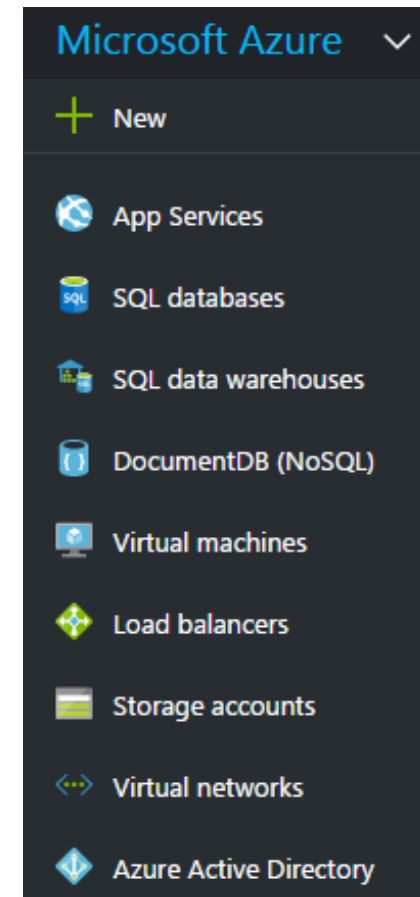 Microsoft Azure
New
App Services
SQL
SQL databases
SQL data warehouses
{ }
DocumentDB (NoSQL)
Virtual machines
Load balancers
Storage accounts
Virtual networks
Azure Active Directory